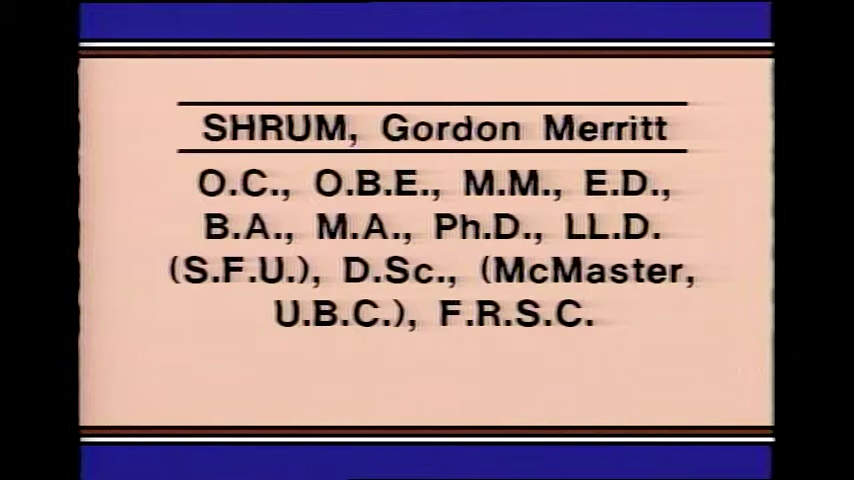 SHRUM, Gordon Merritt
O.C., O.B.E., M.M., E.D.,
B.A., M.A., Ph.D., LL.D.
(S.F.U.), D.Sc., (McMaster,
U.B.C.), F.R.S.C.